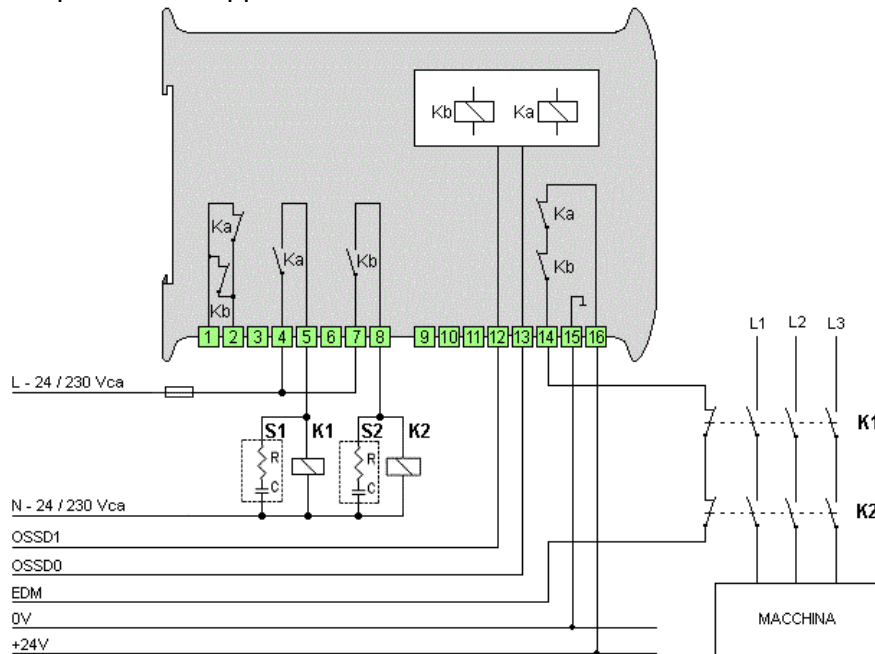 Kb
Ka
Ka
Kb
Ka
Kb
Ka
Kb
1 2 3 4 5 6 7 8 9 10 11 12 13 14 15 16
L1 L2 L3
L - 24 / 230 Vca
S1 K1 S2 K2
R R
C C
K1
N - 24 / 230 Vca
K2
OSSD1
OSSD0
EDM
0V
MACCHINA
+24V